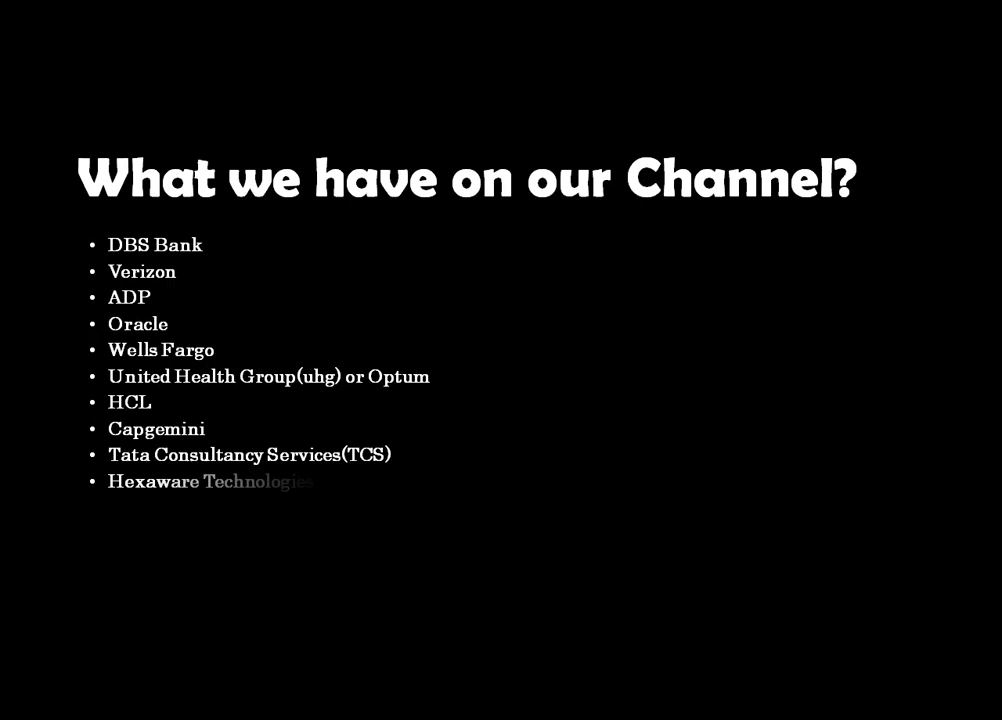 What we have on our Channel?
• DBS Bank
• Verizon
• ADP
• Oracle
• Wells Fargo
• United Health Group(uhg) or Optum
• HCL
• Capgemini
• Tata Consultancy Services(TCS)
• Hexaware Technologies